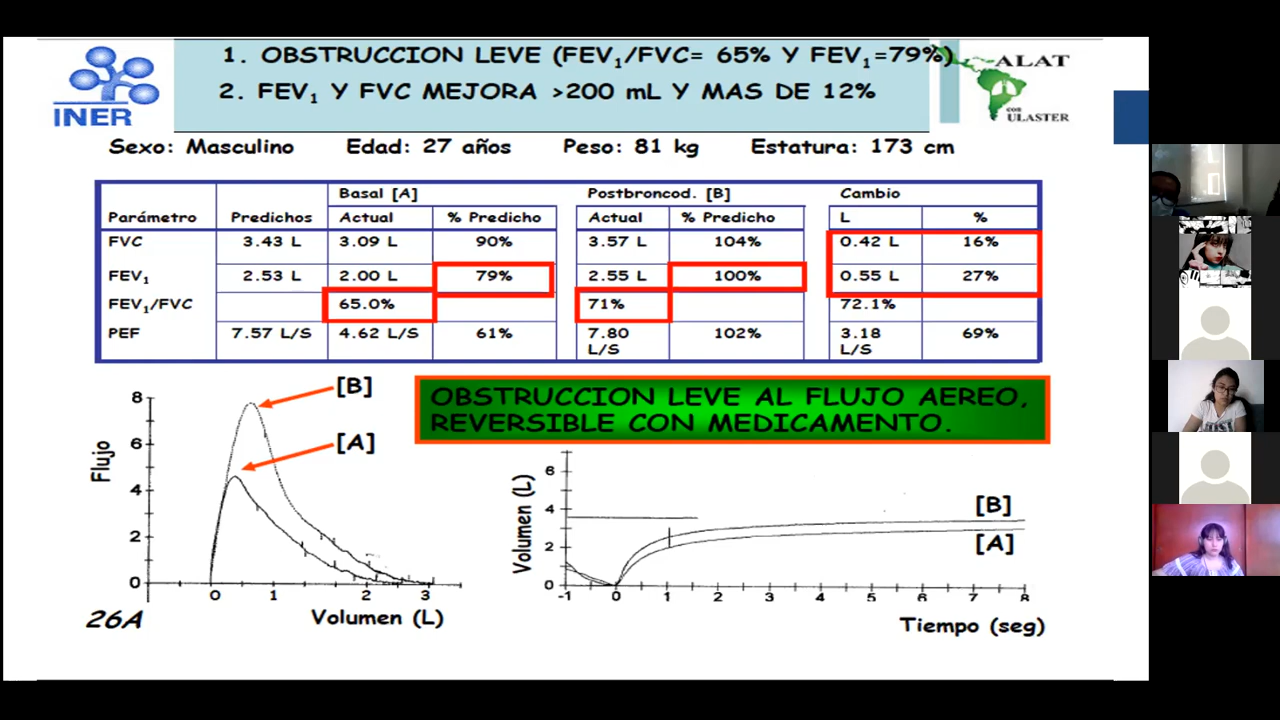 1. OBSTRUCCION LEVE (FEV1/FVC= 65% Y FEV1=79%)
2. FEV1 Y FVC MEJORA >200 mL Y MAS DE 12%
INER
ALAT
con
ULASTER
Sexo: Masculino Edad: 27 años Peso: 81 kg Estatura: 173 cm
Basal [A] Postbroncod. [B] Cambio
Parámetro Predichos Actual % Predicho Actual % Predicho L %
FVC 3.43 L 3.09 L 90% 3.57 L 104% 0.42 L 16%
FEV1 2.53 L 2.00 L 79% 2.55 L 100% 0.55 L 27%
FEV1/FVC 65.0% 71% 72.1%
PEF 7.57 L/S 4.62 L/S 61% 7.80 L/S 102% 3.18 L/S 69%
OBSTRUCCION LEVE AL FLUJO AEREO,
REVERSIBLE CON MEDICAMENTO.
[B]
[A]
Flujo
8
6
4
2
0
0 1 2 3
Volumen (L)
26A
Volumen (L)
6
4
2
0
[B]
[A]
-1 0 1 2 3 4 5 6 7 8
Tiempo (seg)